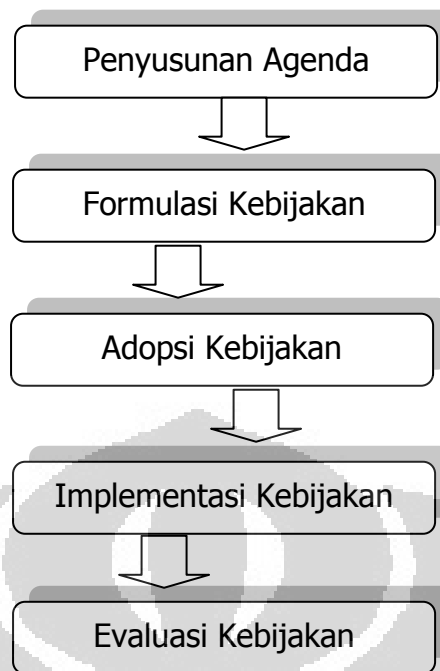 Penyusunan Agenda
Formulasi Kebijakan
Adopsi Kebijakan
Implementasi Kebijakan
Evaluasi Kebijakan